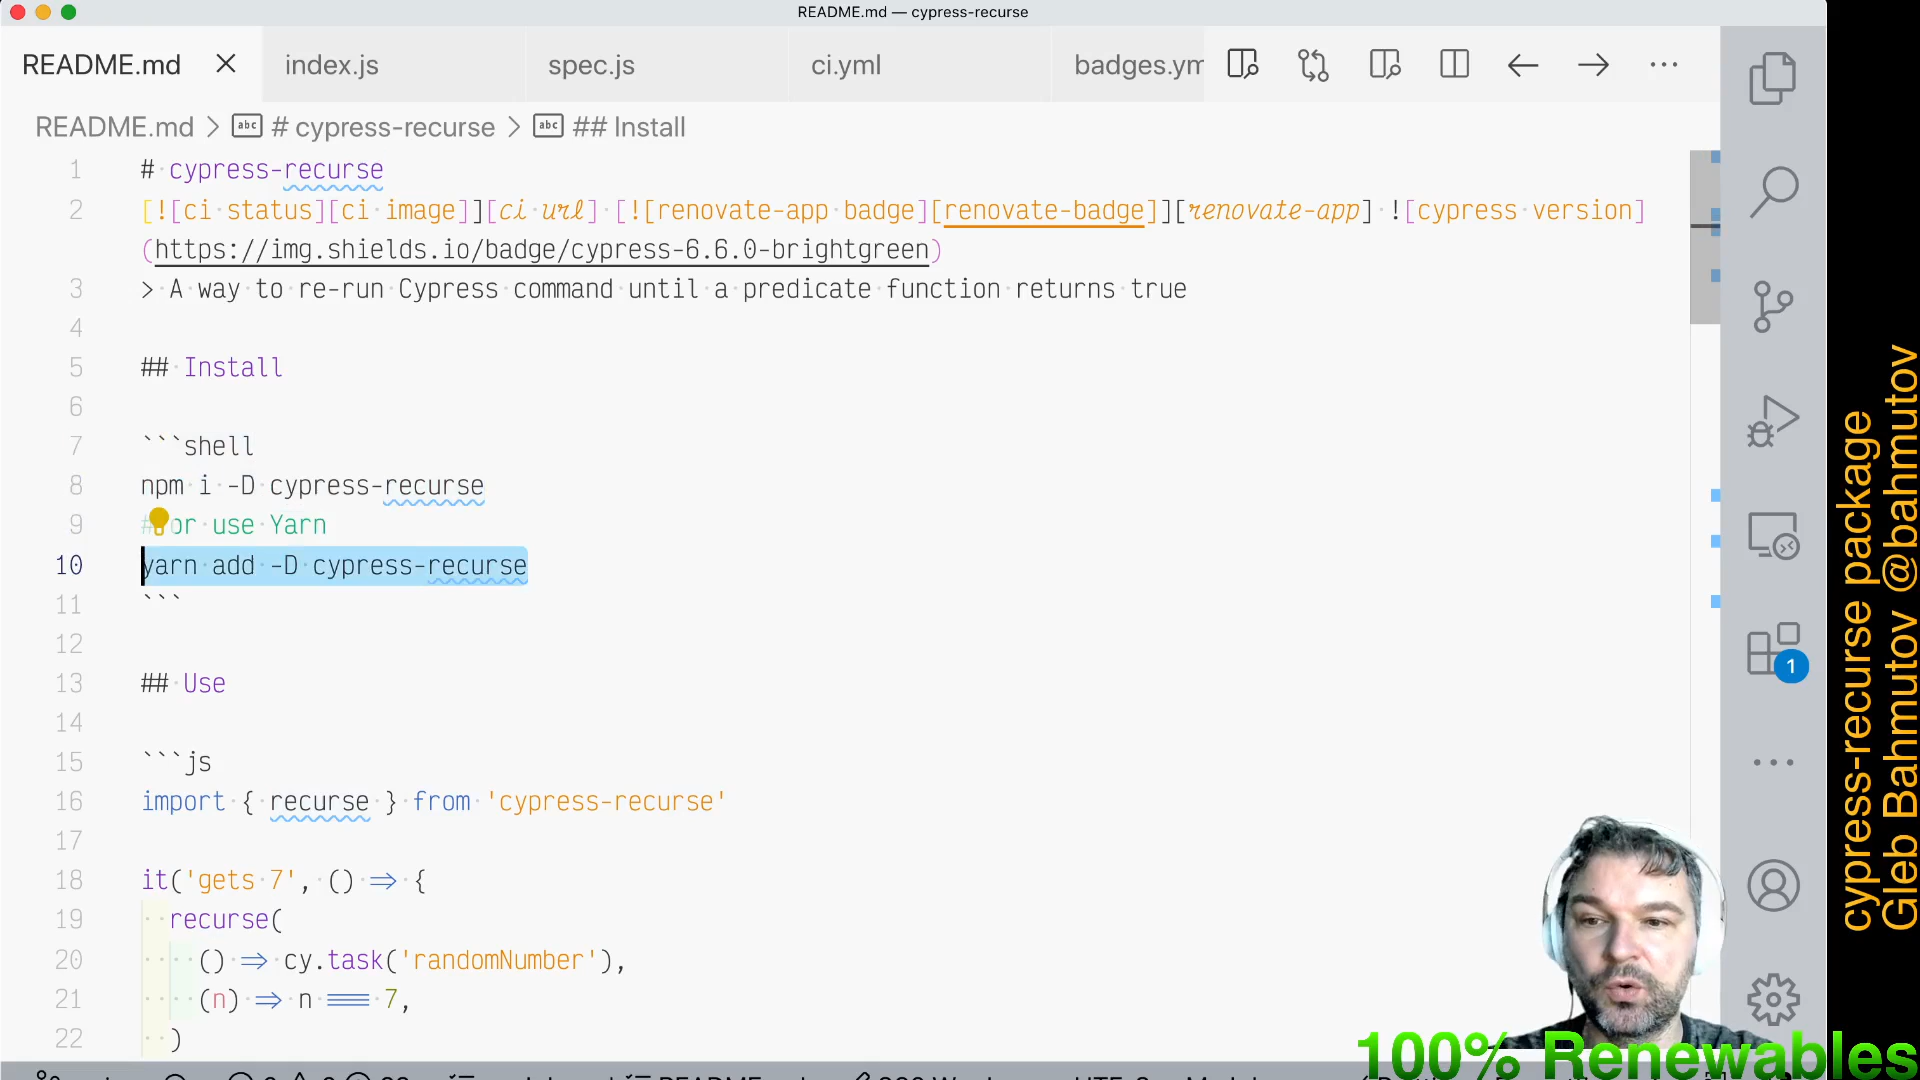 README.md — cypress-recurse
README.md index.js spec.js ci.yml badges.ym
README.md > abc # cypress-recurse > abc ## Install
1 # cypress-recurse
2 [![ci status][ci image]][ci url] [![renovate-app badge][renovate-badge]][renovate-app] ![cypress version]
(https://img.shields.io/badge/cypress-6.6.0-brightgreen)
3 > A way to re-run Cypress command until a predicate function returns true
4
5 ## Install
6
7 ```shell
8 npm i -D cypress-recurse
9 # or use Yarn
10 yarn add -D cypress-recurse
11 ```
12
13 ## Use
14
15 ```js
16 import { recurse } from 'cypress-recurse'
17
18 it('gets 7', () => {
19 recurse(
20 () => cy.task('randomNumber'),
21 (n) => n === 7,
22 )
1
cypress-recurse package
Gleb Bahmutov @bahmutov
100% Renewables